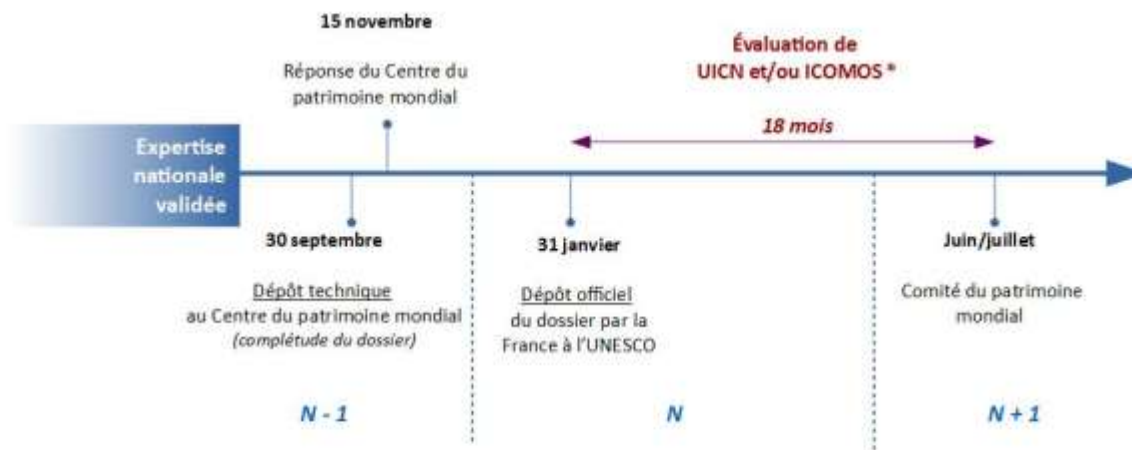 15 novembre
Réponse du Centre du
patrimoine mondial
Évaluation de
UICN et/ou ICOMOS *
18 mois
Expertise
nationale
validée
30 septembre
Dépôt technique
au Centre du patrimoine mondial
(complétude du dossier)
31 janvier
Dépôt officiel
du dossier par la
France à l'UNESCO
Juin/juillet
Comité du patrimoine
mondial
N - 1
N
N + 1